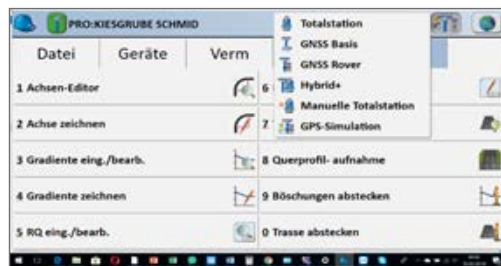 PRO:KIESGRUBE SCHMID
Datei Geräte Verm
Totalstation
GNSS Basis
GNSS Rover
Hybrid+
Manuelle Totalstation
GPS-Simulation
1 Achsen-Editor
2 Achse zeichnen
3 Gradiente eing./bearb.
4 Gradiente zeichnen
5 RQ eing./bearb.
6
7
8 Querprofil- aufnahme
9 Böschungen abstecken
0 Trasse abstecken